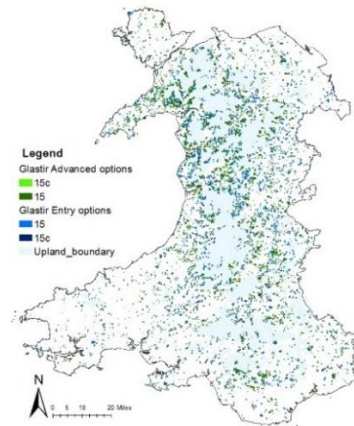 Legend
Glastir Advanced options
15c
15
Glastir Entry options
15
15c
Upland_boundary
N
0 5 10 20 Miles